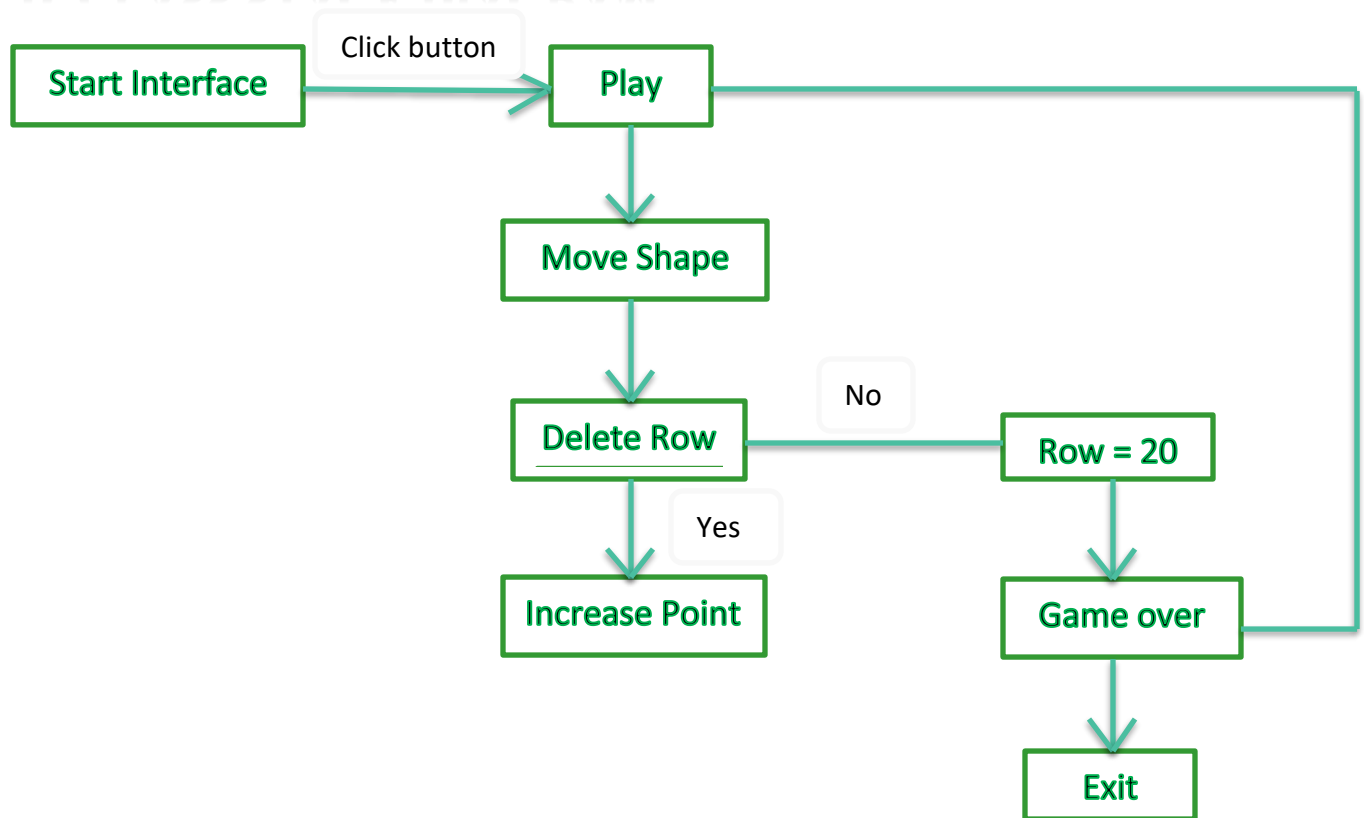 Click button
Start Interface
Play
Move Shape
No
Delete Row
Row = 20
Yes
Increase Point
Game over
Exit